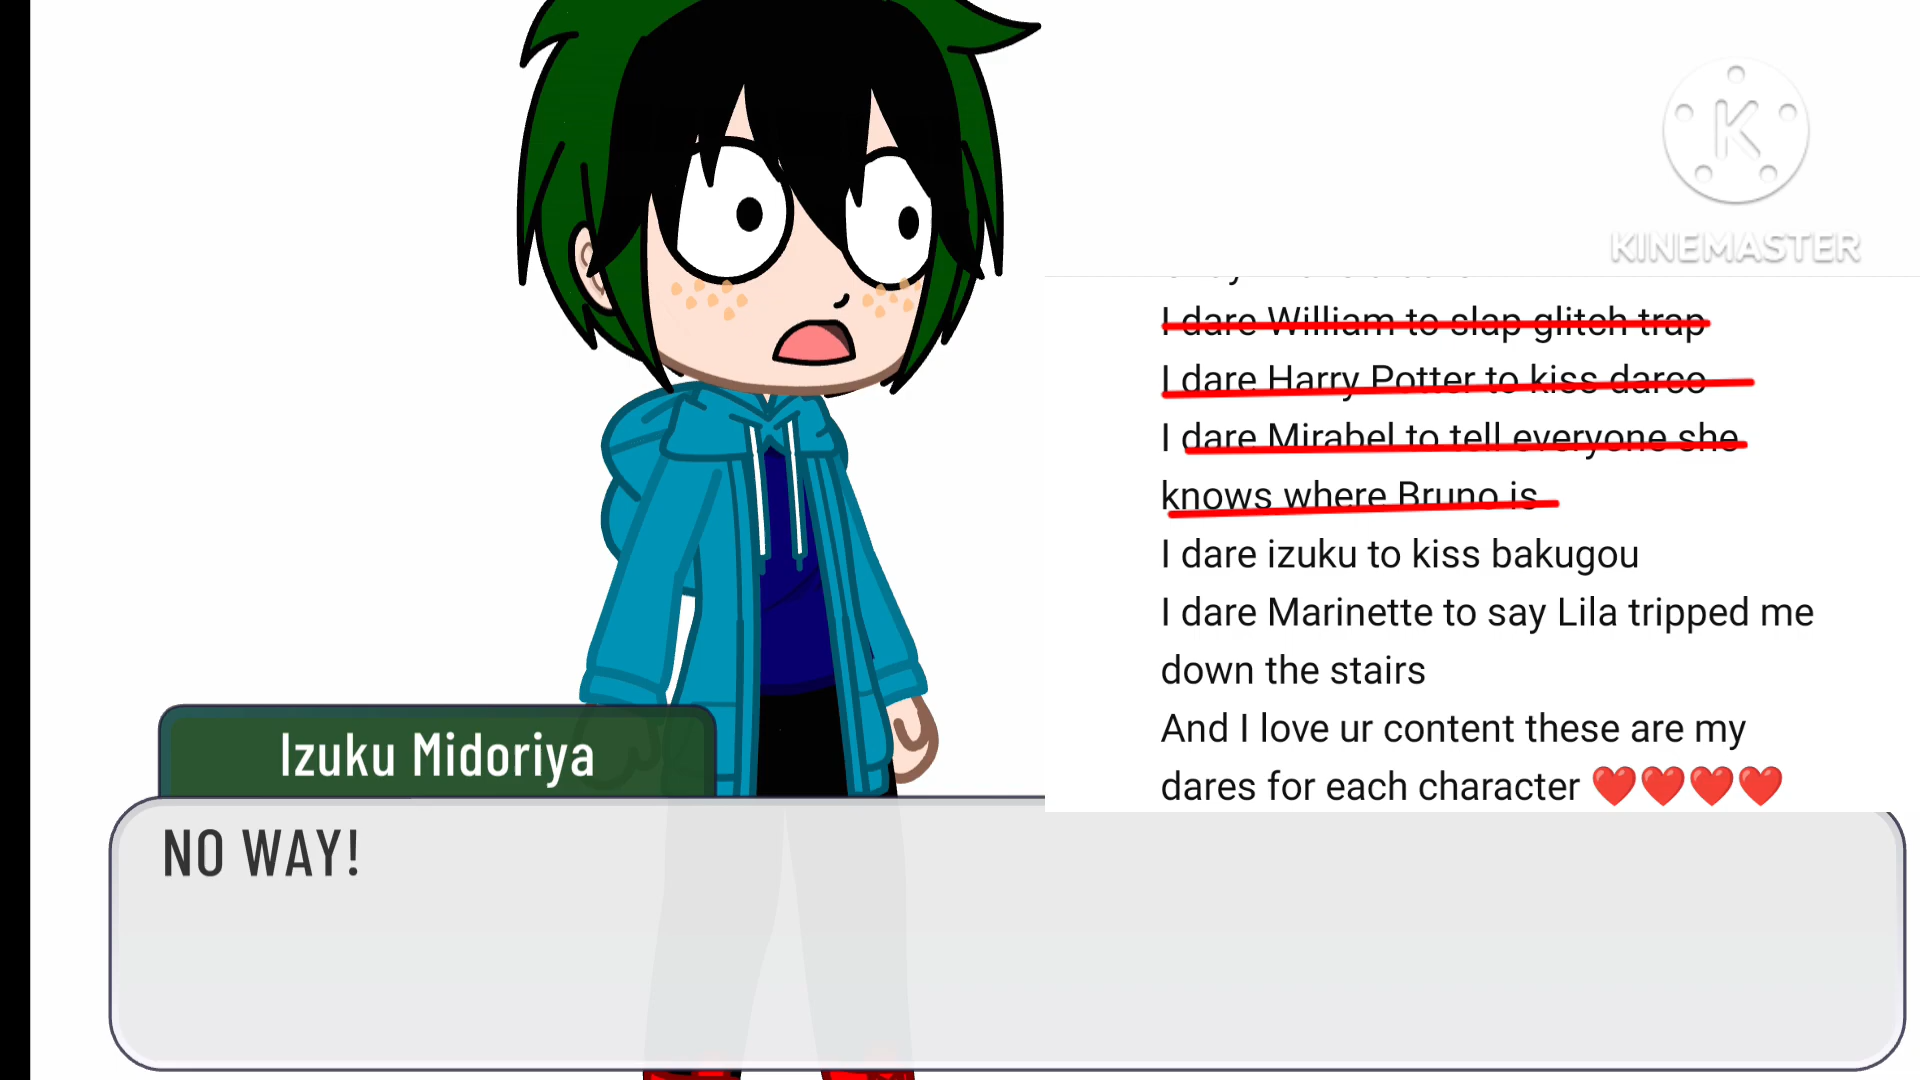 KINEMASTER
I dare William to slap glitch trap
I dare Harry Potter to kiss darco
I dare Mirabel to tell everyone she
knows where Bruno is
I dare izuku to kiss bakugou
I dare Marinette to say Lila tripped me
down the stairs
And I love ur content these are my
dares for each character ❤️❤️❤️❤️
Izuku Midoriya
NO WAY!